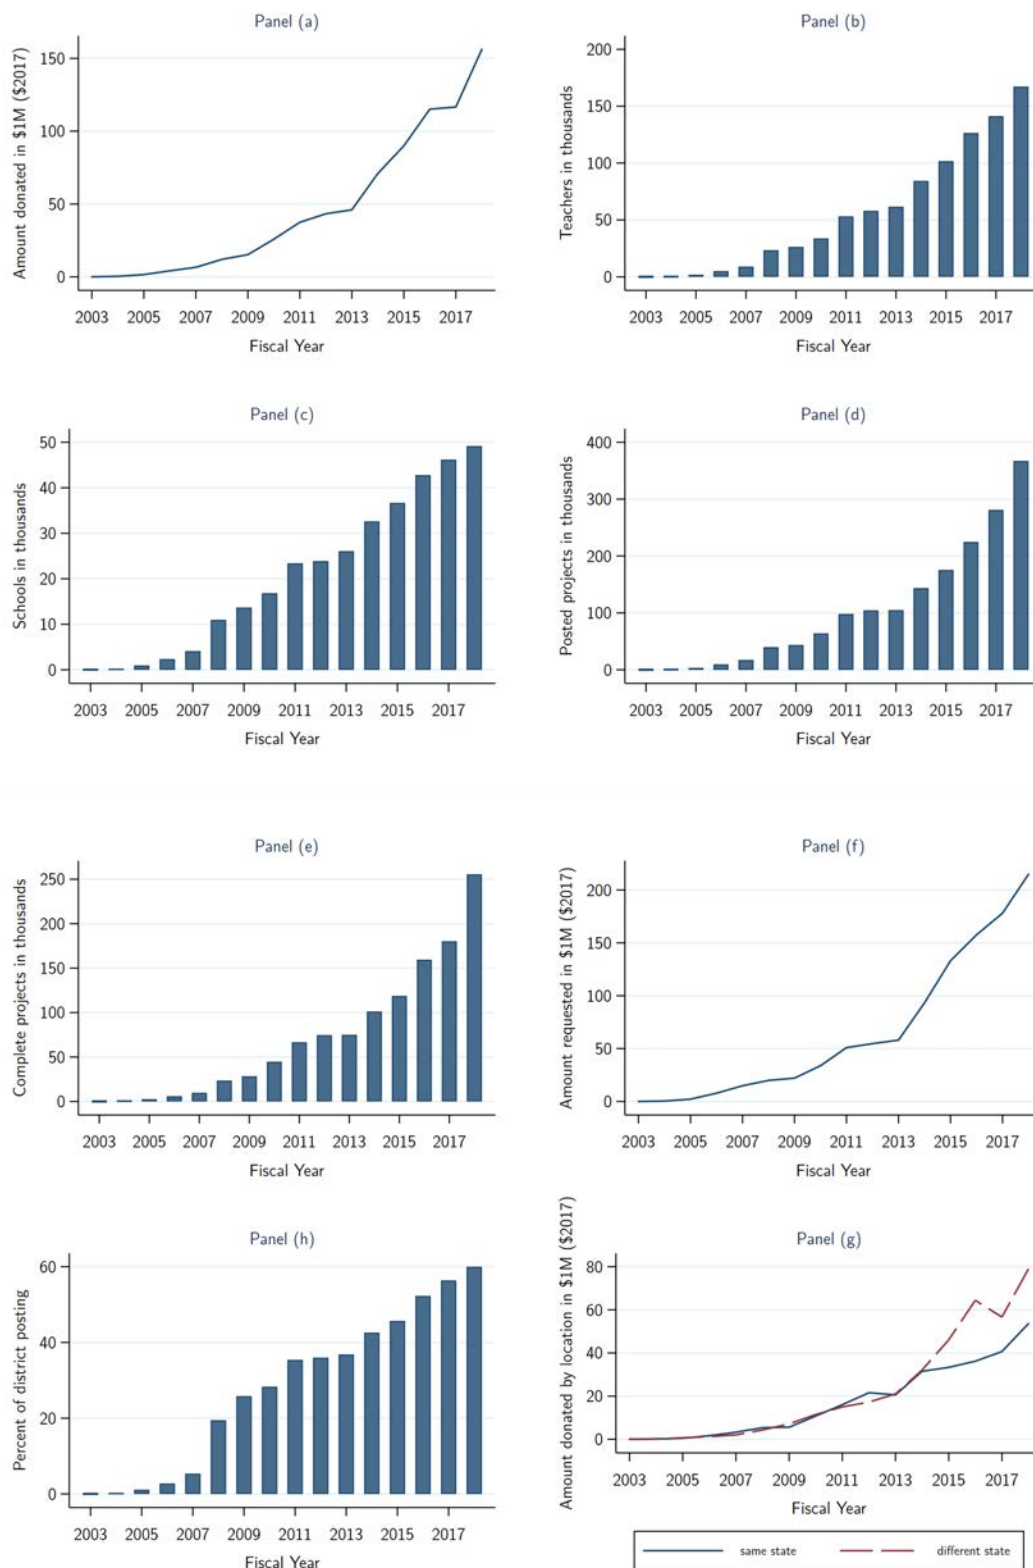 Panel (a)
Amount donated in $1M ($2017)
150
100
50
0
2003 2005 2007 2009 2011 2013 2015 2017
Fiscal Year
Panel (b)
Teachers in thousands
200
150
100
50
0
2003 2005 2007 2009 2011 2013 2015 2017
Fiscal Year
Panel (c)
Schools in thousands
50
40
30
20
10
0
2003 2005 2007 2009 2011 2013 2015 2017
Fiscal Year
Panel (d)
Posted projects in thousands
400
300
200
100
0
2003 2005 2007 2009 2011 2013 2015 2017
Fiscal Year
Panel (e)
Complete projects in thousands
250
200
150
100
50
0
2003 2005 2007 2009 2011 2013 2015 2017
Fiscal Year
Panel (f)
Amount requested in $1M ($2017)
200
150
100
50
0
2003 2005 2007 2009 2011 2013 2015 2017
Fiscal Year
Panel (h)
Percent of district posting
60
40
20
0
2003 2005 2007 2009 2011 2013 2015 2017
Fiscal Year
Panel (g)
Amount donated by location in $1M ($2017)
80
60
40
20
0
2003 2005 2007 2009 2011 2013 2015 2017
Fiscal Year
same state different state